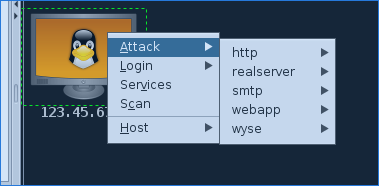 Attack
Login
Services
Scan
Host
http
realserver
smtp
webapp
wyse